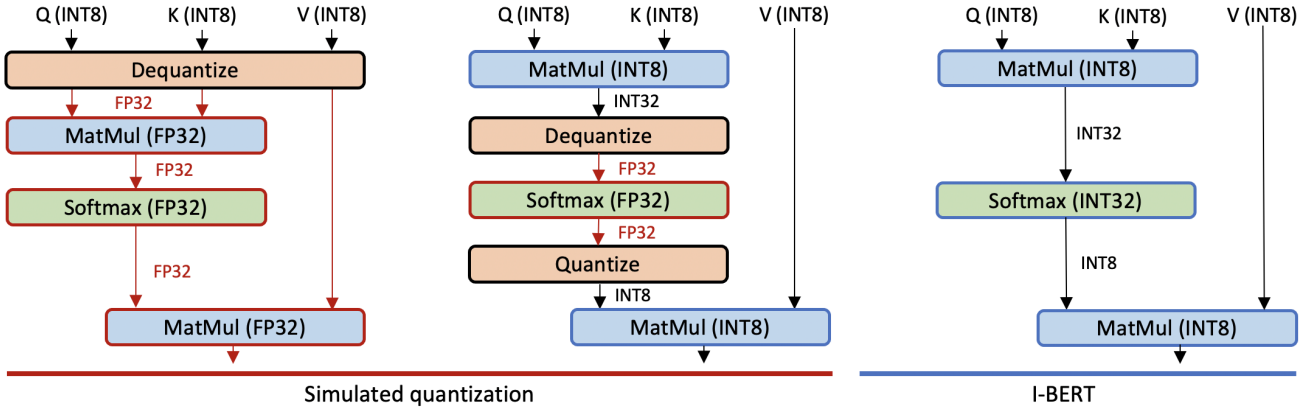 Q (INT8) K (INT8) V (INT8)
Dequantize
FP32
MatMul (FP32)
FP32
Softmax (FP32)
FP32
MatMul (FP32)
Q (INT8) K (INT8) V (INT8)
MatMul (INT8)
INT32
Dequantize
FP32
Softmax (FP32)
FP32
Quantize
INT8
MatMul (INT8)
Simulated quantization
Q (INT8) K (INT8) V (INT8)
MatMul (INT8)
INT32
Softmax (INT32)
INT8
MatMul (INT8)
I-BERT